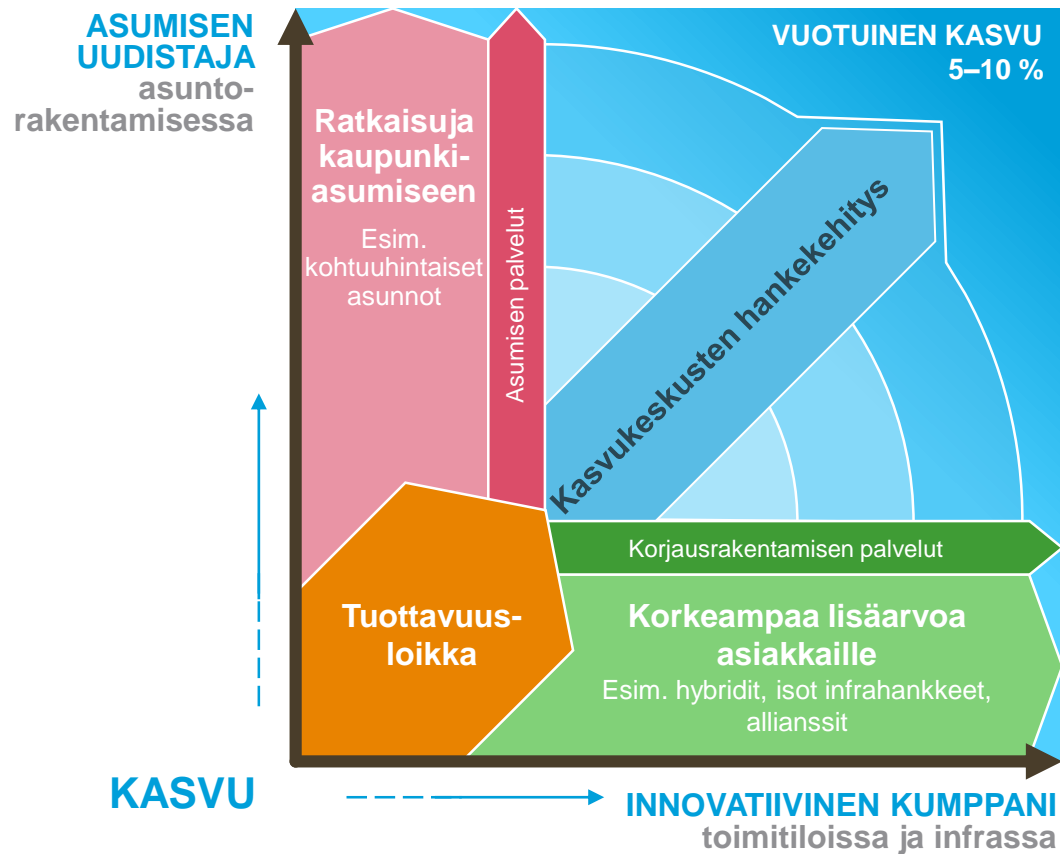 ASUMISEN
UUDISTAJA
asunto-
rakentamisessa
VUOTUINEN KASVU
5–10 %
Ratkaisuja
kaupunki-
asumiseen
Esim.
kohtuuhintaiset
asunnot
Asumisen palvelut
Kasvukeskusten hankekehitys
Korjausrakentamisen palvelut
Tuottavuus-
loikka
Korkeampaa lisäarvoa
asiakkaille
Esim. hybridit, isot infrahankkeet,
allianssit
KASVU
INNOVATIIVINEN KUMPPANI
toimitiloissa ja infrassa